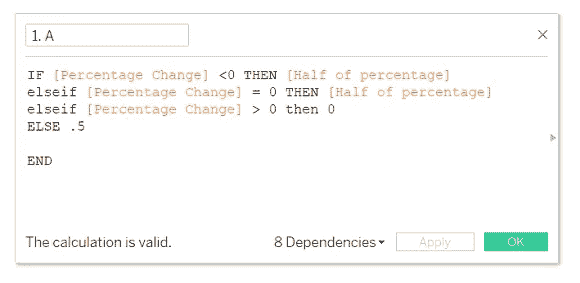 1. A
IF [Percentage Change] <0 THEN [Half of percentage]
elseif [Percentage Change] = 0 THEN [Half of percentage]
elseif [Percentage Change] > 0 then 0
ELSE .5
END
The calculation is valid.
8 Dependencies
Apply
OK